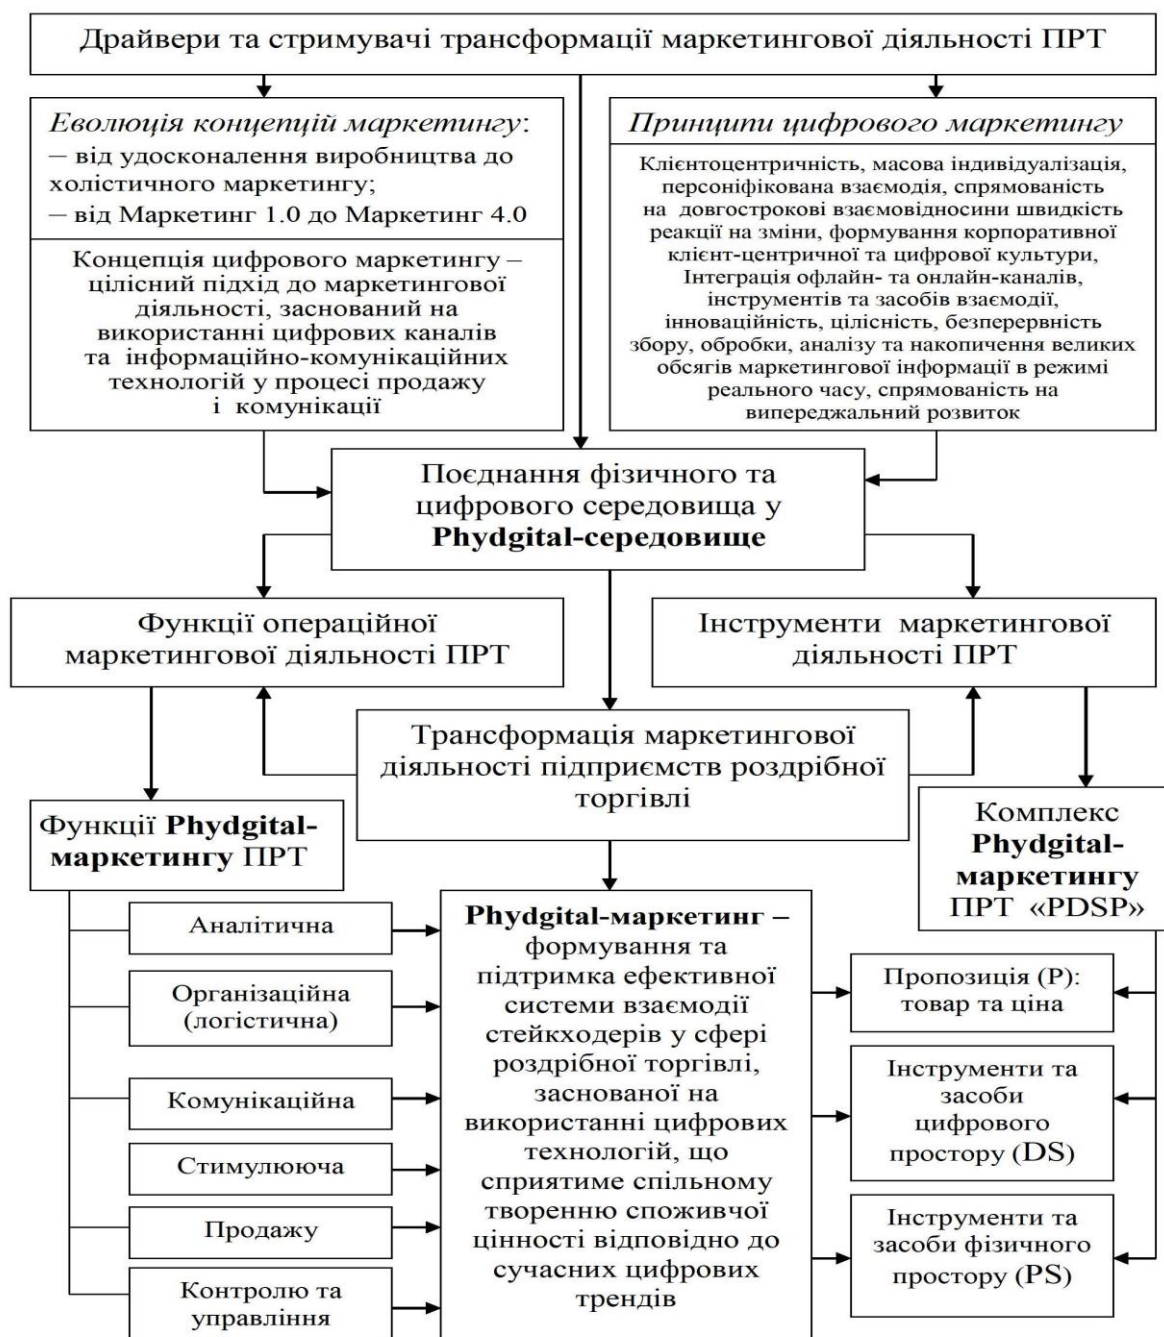 Драйвери та стримувачі трансформації маркетингової діяльності ПРТ
Еволюція концепцій маркетингу:
– від удосконалення виробництва до
холістичного маркетингу;
– від Маркетинг 1.0 до Маркетинг 4.0
Концепція цифрового маркетингу –
цілісний підхід до маркетингової
діяльності, заснований на
використанні цифрових каналів
та інформаційно-комунікаційних
технологій у процесі продажу
і комунікації
Принципи цифрового маркетингу
Клієнтоцентричність, масова індивідуалізація,
персоніфікована взаємодія, спрямованість
на довгострокові взаємовідносини швидкість
реакції на зміни, формування корпоративної
клієнт-центричної та цифрової культури,
Інтеграція офлайн- та онлайн-каналів,
інструментів та засобів взаємодії,
інноваційність, цілісність, безперервність
збору, обробки, аналізу та накопичення великих
обсягів маркетингової інформації в режимі
реального часу, спрямованість на
випереджальний розвиток
Поєднання фізичного та
цифрового середовища у
Phydgital-середовище
Функції операційної
маркетингової діяльності ПРТ
Інструменти маркетингової
діяльності ПРТ
Трансформація маркетингової
діяльності підприємств роздрібної
торгівлі
Функції Phydgital-
маркетингу ПРТ
Комплекс
Phydgital-
маркетингу
ПРТ «PDSP»
Аналітична
Організаційна
(логістична)
Комунікаційна
Стимулююча
Продажу
Контролю та
управління
Phydgital-маркетинг –
формування та
підтримка ефективної
системи взаємодії
стейкходерів у сфері
роздрібної торгівлі,
заснованої на
використанні цифрових
технологій, що
сприятиме спільному
творенню споживчої
цінності відповідно до
сучасних цифрових
трендів
Пропозиція (P):
товар та ціна
Інструменти та
засоби
цифрового
простору (DS)
Інструменти та
засоби фізичного
простору (PS)